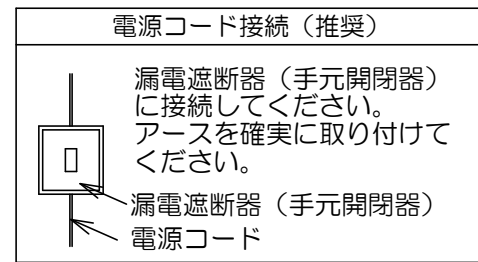 電源コード接続（推奨）
漏電遮断器（手元開閉器）
に接続してください。
アースを確実に取り付けて
ください。
漏電遮断器（手元開閉器）
電源コード